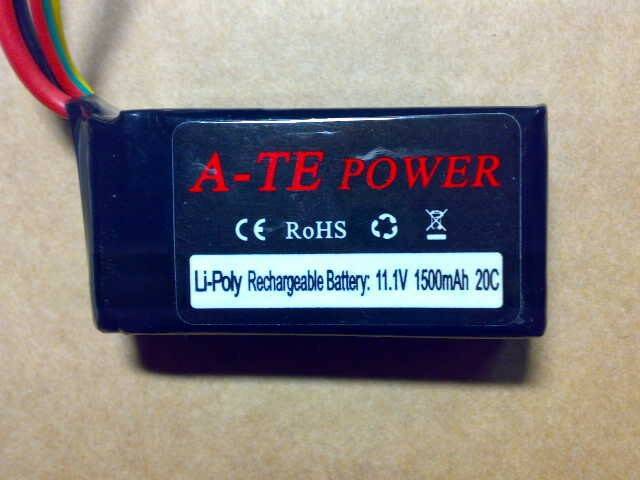 A-TE POWER
CE RoHS
Li-Poly Rechargeable Battery: 11.1V 1500mAh 20C